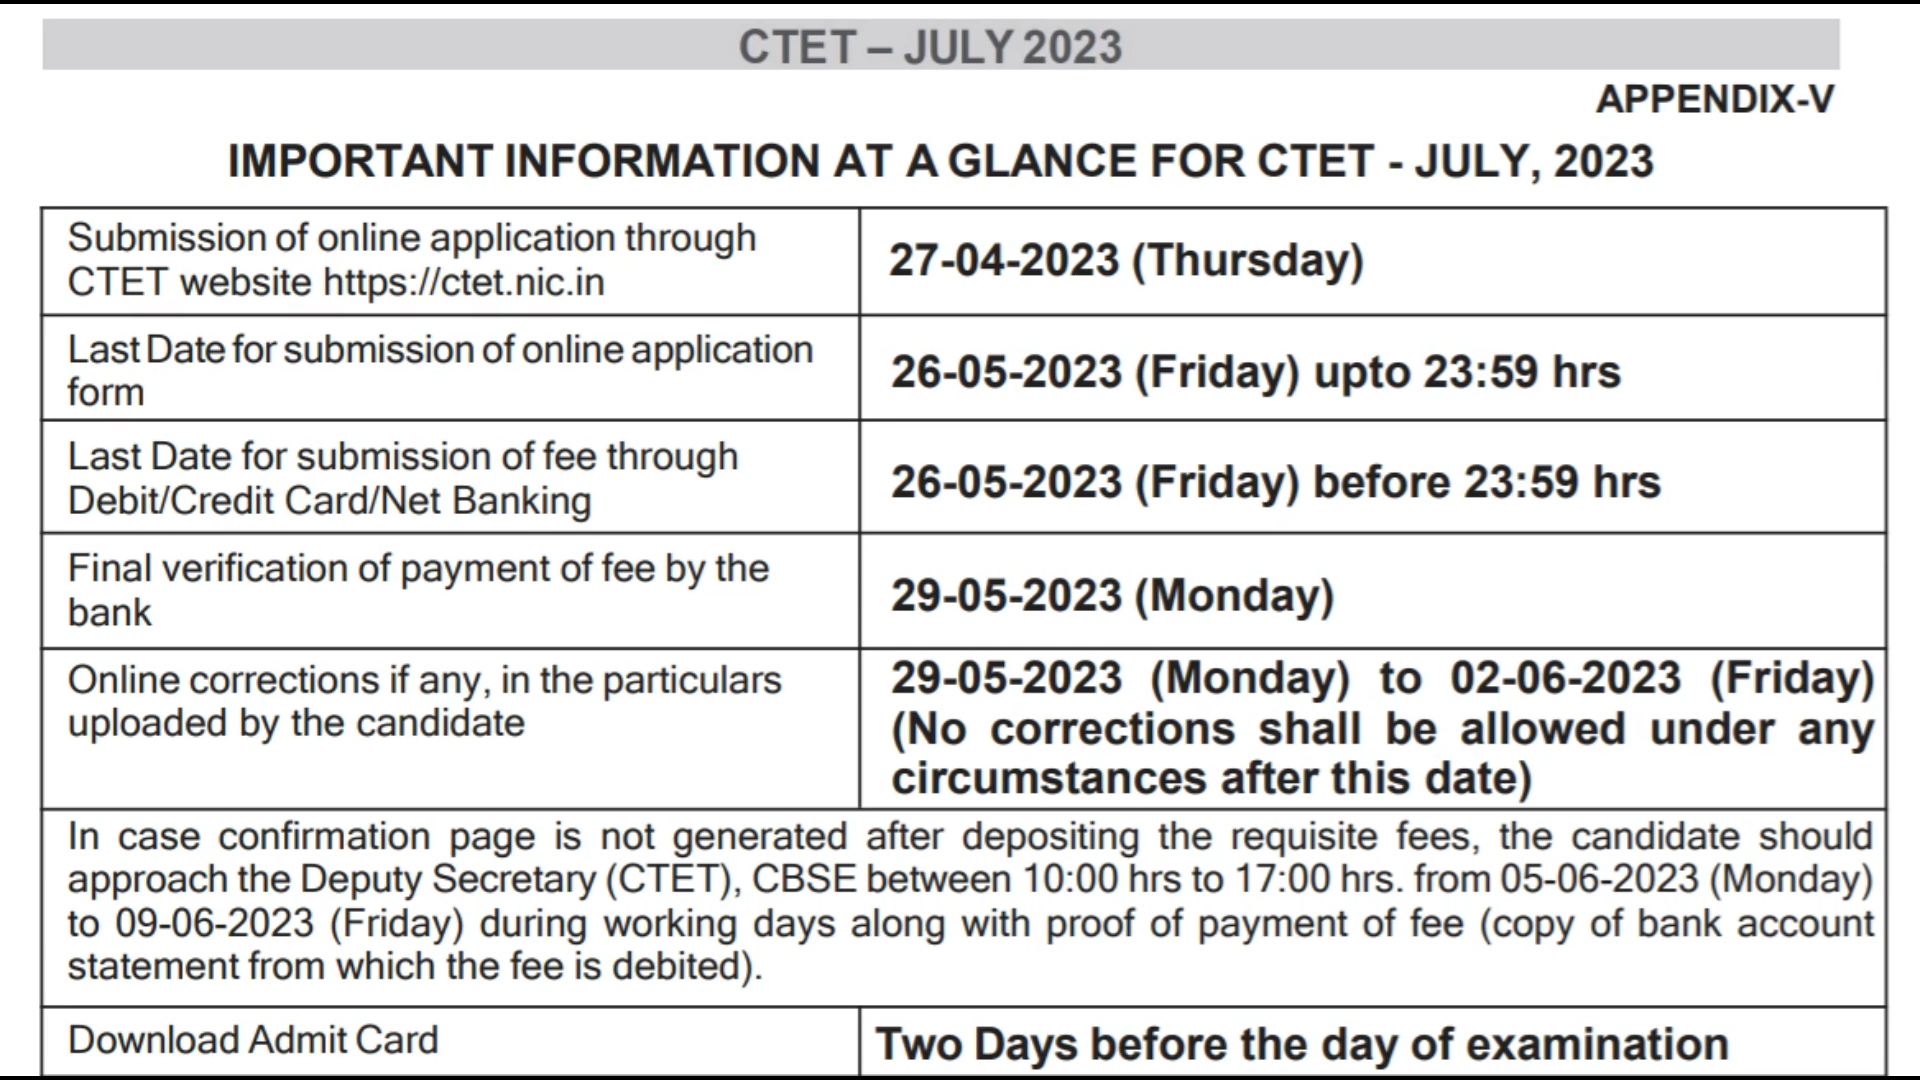 CTET – JULY 2023
APPENDIX-V
IMPORTANT INFORMATION AT A GLANCE FOR CTET - JULY, 2023
Submission of online application through
CTET website https://ctet.nic.in
27-04-2023 (Thursday)
Last Date for submission of online application
form
26-05-2023 (Friday) upto 23:59 hrs
Last Date for submission of fee through
Debit/Credit Card/Net Banking
26-05-2023 (Friday) before 23:59 hrs
Final verification of payment of fee by the
bank
29-05-2023 (Monday)
Online corrections if any, in the particulars
uploaded by the candidate
29-05-2023 (Monday) to 02-06-2023 (Friday)
(No corrections shall be allowed under any
circumstances after this date)
In case confirmation page is not generated after depositing the requisite fees, the candidate should
approach the Deputy Secretary (CTET), CBSE between 10:00 hrs to 17:00 hrs. from 05-06-2023 (Monday)
to 09-06-2023 (Friday) during working days along with proof of payment of fee (copy of bank account
statement from which the fee is debited).
Download Admit Card
Two Days before the day of examination